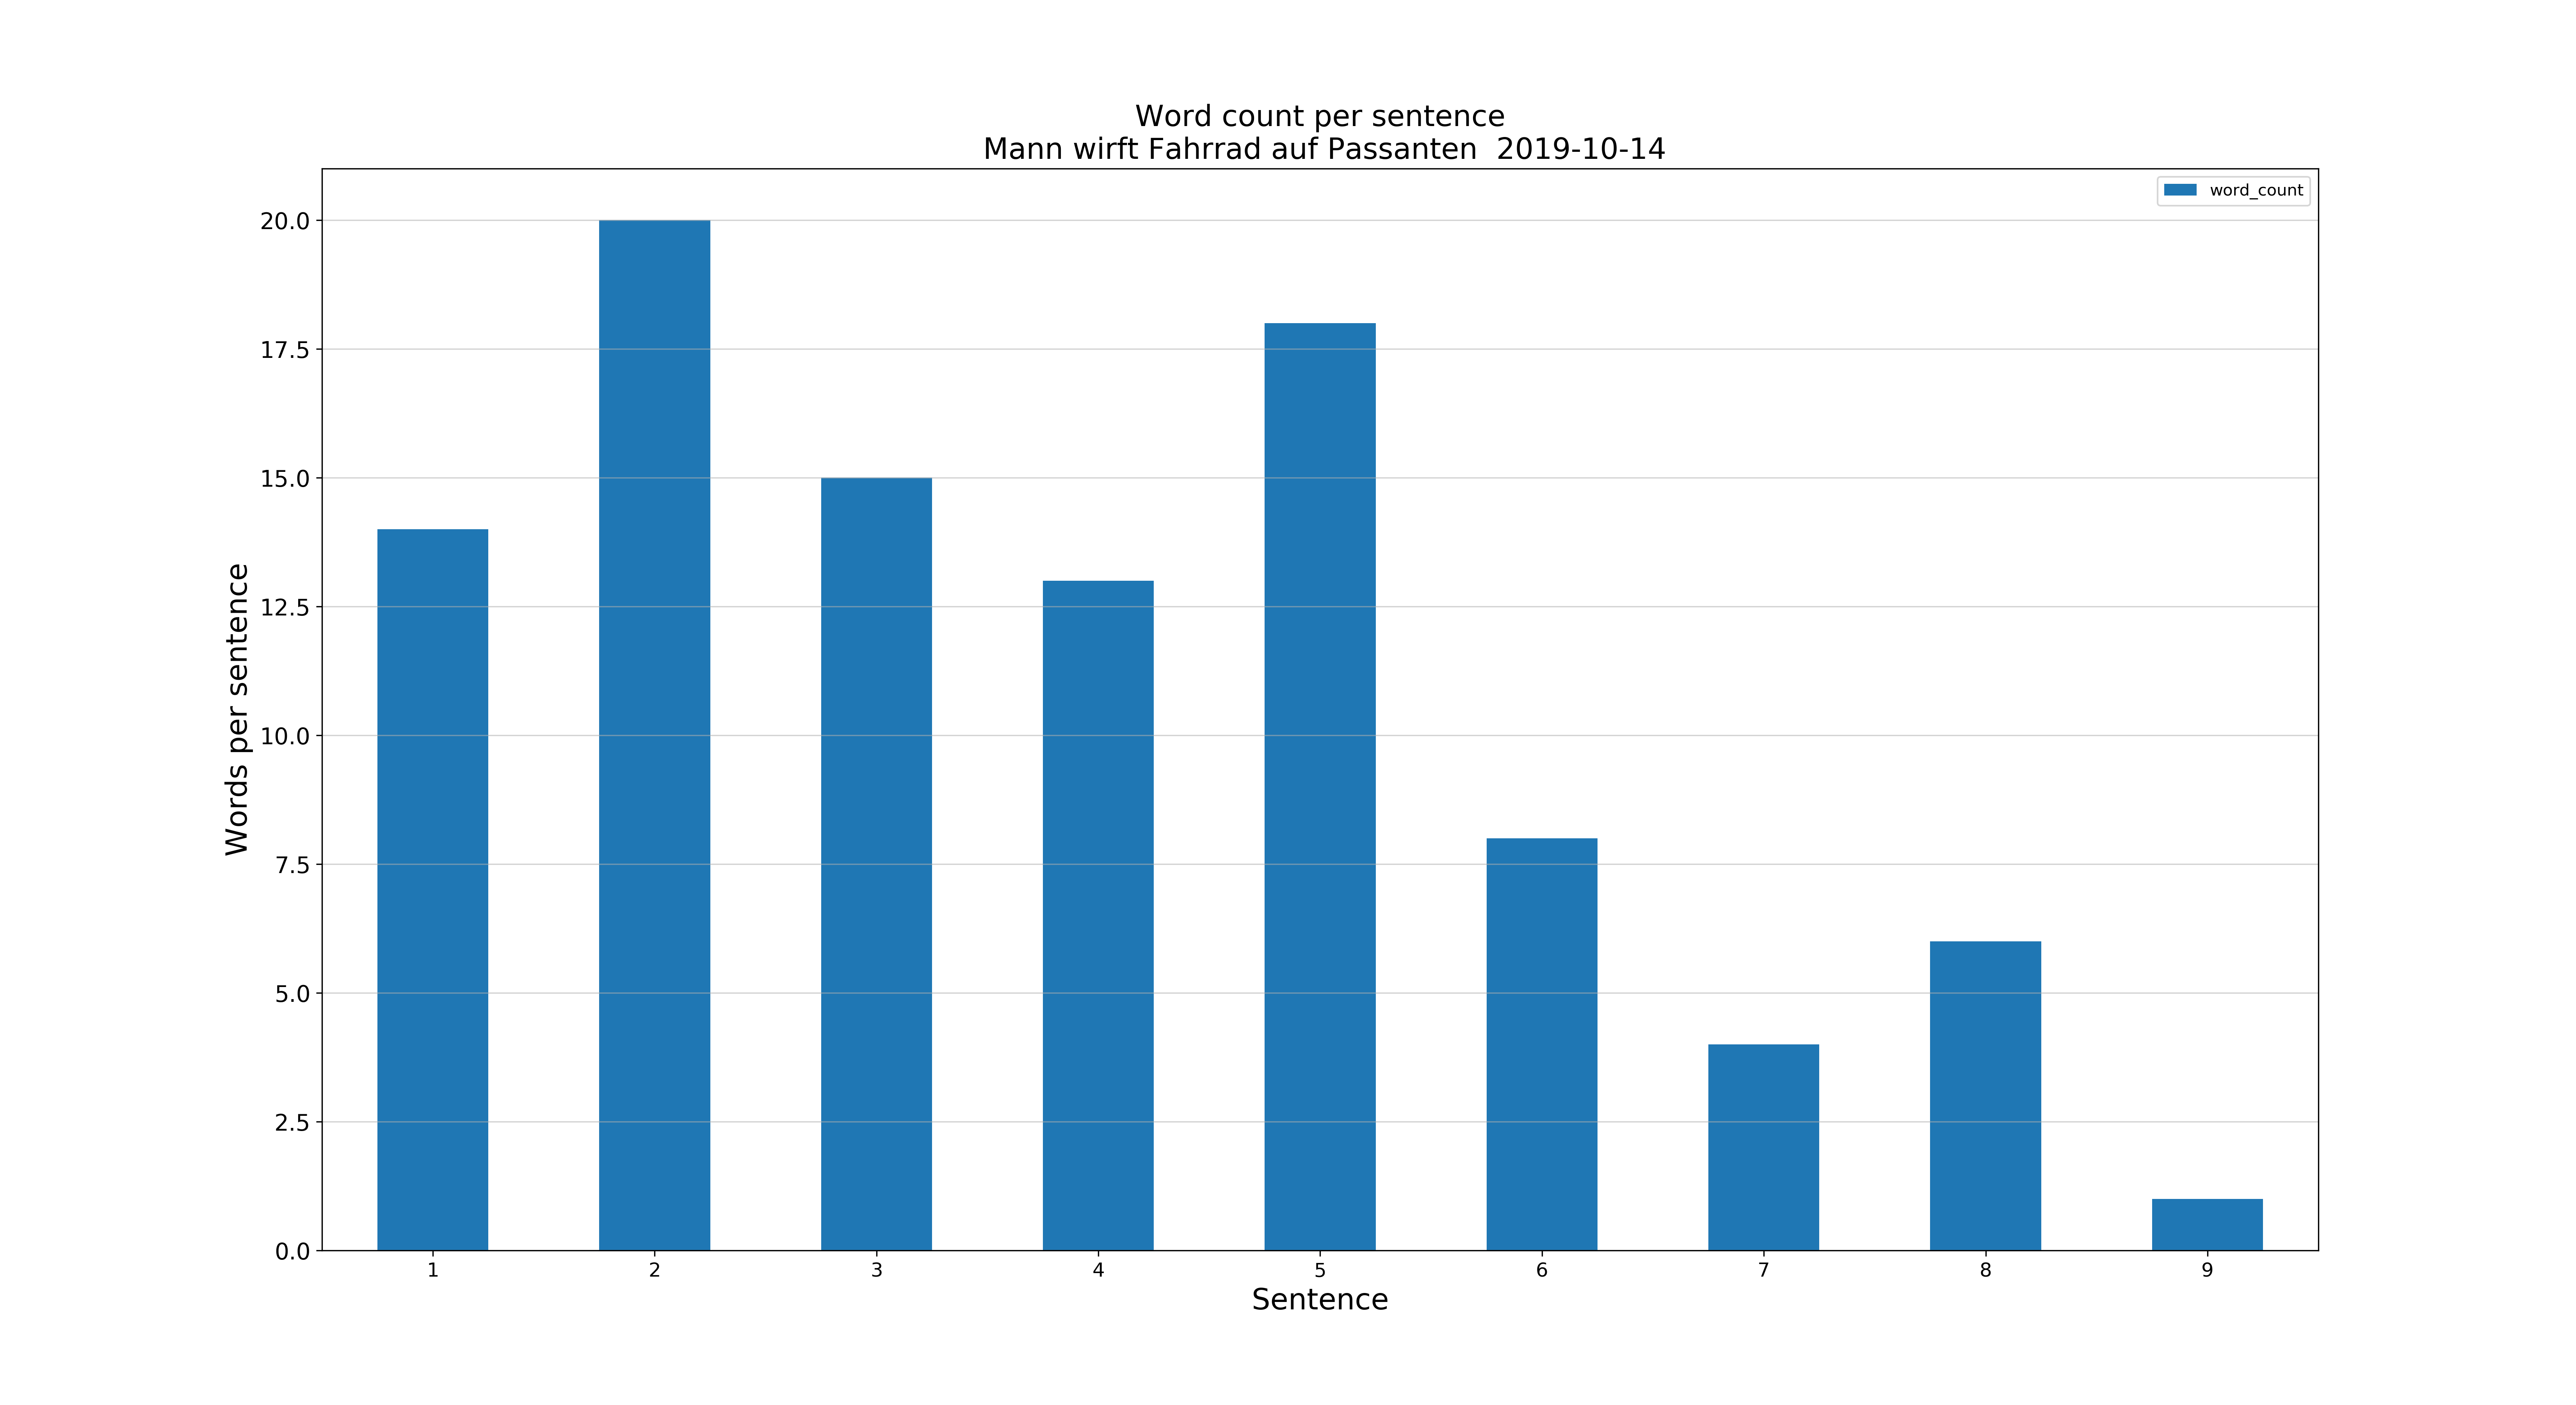 Word count per sentence
Mann wirft Fahrrad auf Passanten  2019-10-14
word_count
Words per sentence
20.0
17.5
15.0
12.5
10.0
7.5
5.0
2.5
0.0
1 2 3 4 5 6 7 8 9
Sentence